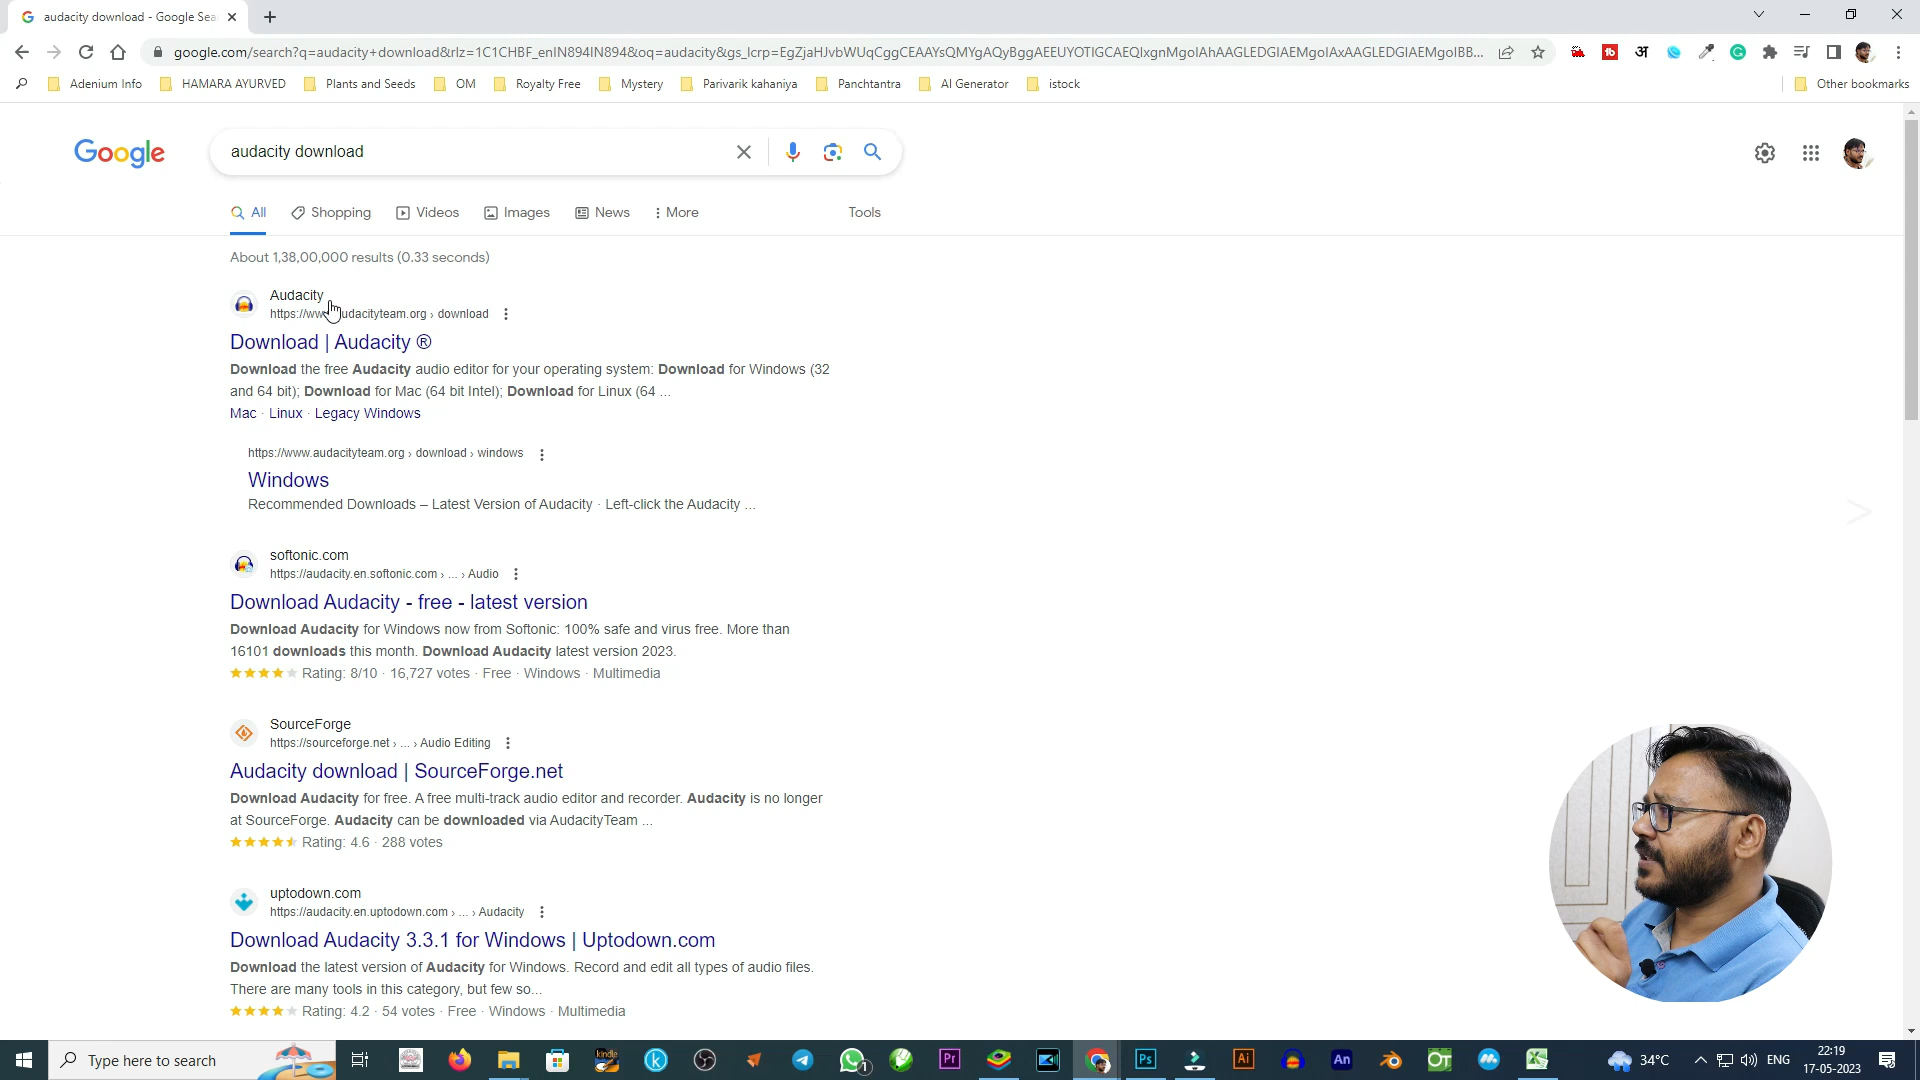 audacity download - Google Sea
google.com/search?q=audacity+download&rlz=1C1CHBF_enIN894IN894&oq=audacity&gs_lcrp=EgZjaHJvbWUqCggCEAAYsQMYgAQyBggAEEUYOTIGCAEQIxgnMgoIAhAAGLEDGIAEMgoIAxAAGLEDGIAEMgoIBB...
Adenium Info HAMARA AYURVED Plants and Seeds OM Royalty Free Mystery Parivarik kahaniya Panchtantra AI Generator istock Other bookmarks
Google
audacity download
All Shopping Videos Images News More Tools
About 1,38,00,000 results (0.33 seconds)
Audacity
udacityteam.org › download
Download | Audacity ®
Download the free Audacity audio editor for your operating system: Download for Windows (32
and 64 bit); Download for Mac (64 bit Intel); Download for Linux (64 ...
Mac · Linux · Legacy Windows
https://www.audacityteam.org › download › windows
Windows
Recommended Downloads – Latest Version of Audacity · Left-click the Audacity ...
softonic.com
https://audacity.en.softonic.com › ... › Audio
Download Audacity - free - latest version
Download Audacity for Windows now from Softonic: 100% safe and virus free. More than
16101 downloads this month. Download Audacity latest version 2023.
Rating: 8/10 · 16,727 votes · Free · Windows · Multimedia
SourceForge
https://sourceforge.net › ... › Audio Editing
Audacity download | SourceForge.net
Download Audacity for free. A free multi-track audio editor and recorder. Audacity is no longer
at SourceForge. Audacity can be downloaded via AudacityTeam ...
Rating: 4.6 · 288 votes
uptodown.com
https://audacity.en.uptodown.com › ... › Audacity
Download Audacity 3.3.1 for Windows | Uptodown.com
Download the latest version of Audacity for Windows. Record and edit all types of audio files.
There are many tools in this category, but few so...
Rating: 4.2 · 54 votes · Free · Windows · Multimedia
Type here to search
kindle
1
Pr
Ps
Ai
An
OT
34°C
ENG
22:19
17-05-2023